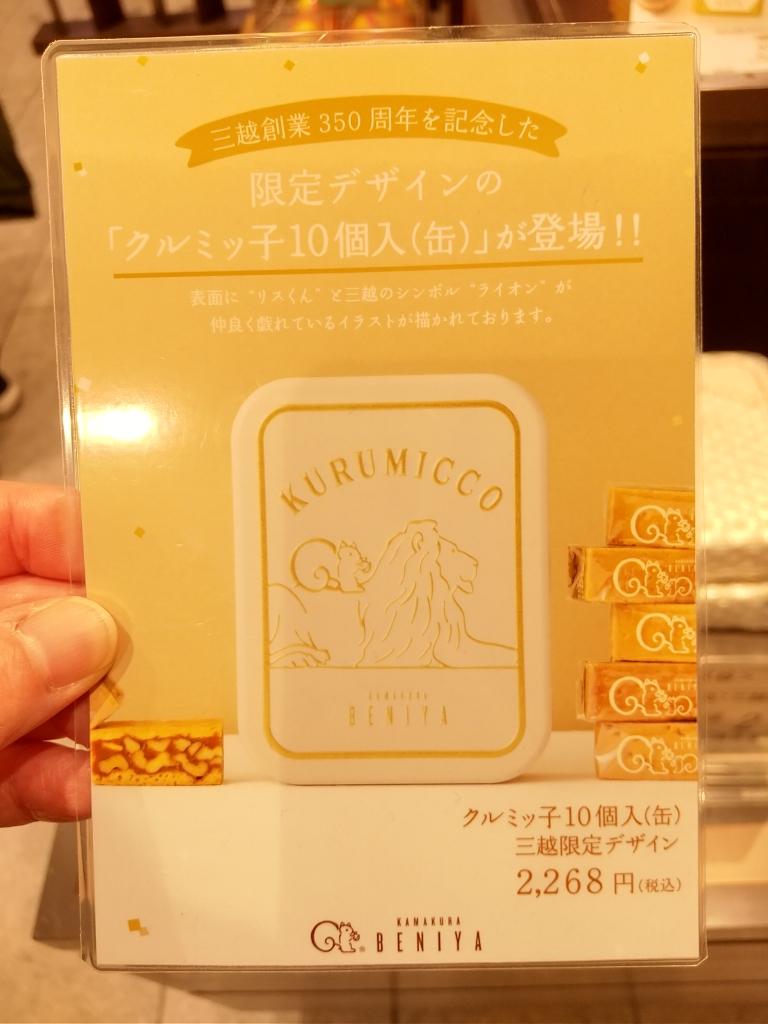 三越創業350周年を記念した
限定デザインの
「クルミッ子10個入(缶)」が登場!!
表面に“リスくん”と三越のシンボル“ライオン”が
仲良く戯れているイラストが描かれております。
KURUMICCO
KAMAKURA
BENIYA
クルミッ子10個入(缶)
三越限定デザイン
2,268円(税込)
KAMAKURA
BENIYA